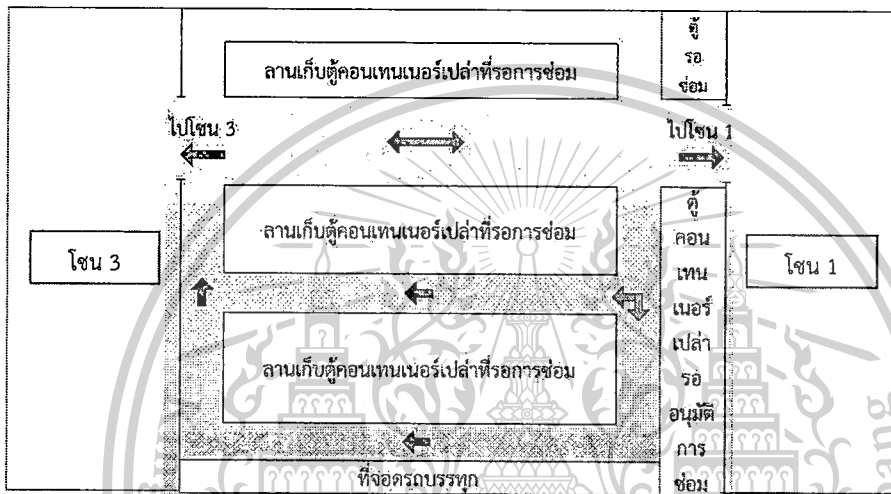 ลานเก็บตู้คอนเทนเนอร์เปล่าที่รอการซ่อม
ตู้
รอ
ซ่อม
ไปโซน 3
ไปโซน 1
ลานเก็บตู้คอนเทนเนอร์เปล่าที่รอการซ่อม
โซน 3
ตู้
คอน
เทน
เนอร์
เปล่า
รอ
อนุมัติ
การ
ซ่อม
โซน 1
ลานเก็บตู้คอนเทนเนอร์เปล่าที่รอการซ่อม
ที่จอดรถบรรทุก